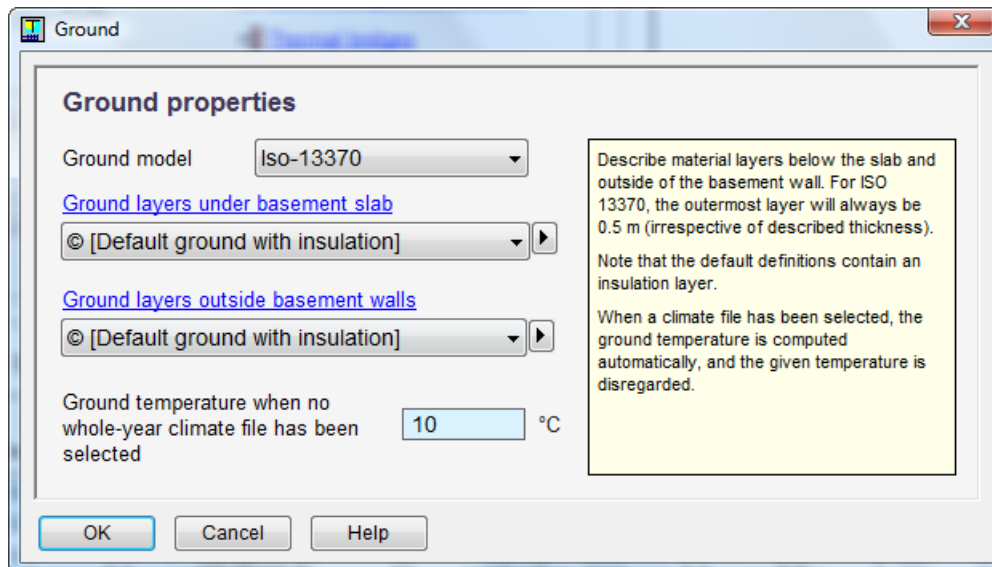 Ground
Thermal bridges
Ground properties
Ground model
Iso-13370
Ground layers under basement slab
© [Default ground with insulation]
Ground layers outside basement walls
© [Default ground with insulation]
Ground temperature when no
whole-year climate file has been
selected
10
°C
Describe material layers below the slab and
outside of the basement wall. For ISO
13370, the outermost layer will always be
0.5 m (irrespective of described thickness).
Note that the default definitions contain an
insulation layer.
When a climate file has been selected, the
ground temperature is computed
automatically, and the given temperature is
disregarded.
OK
Cancel
Help